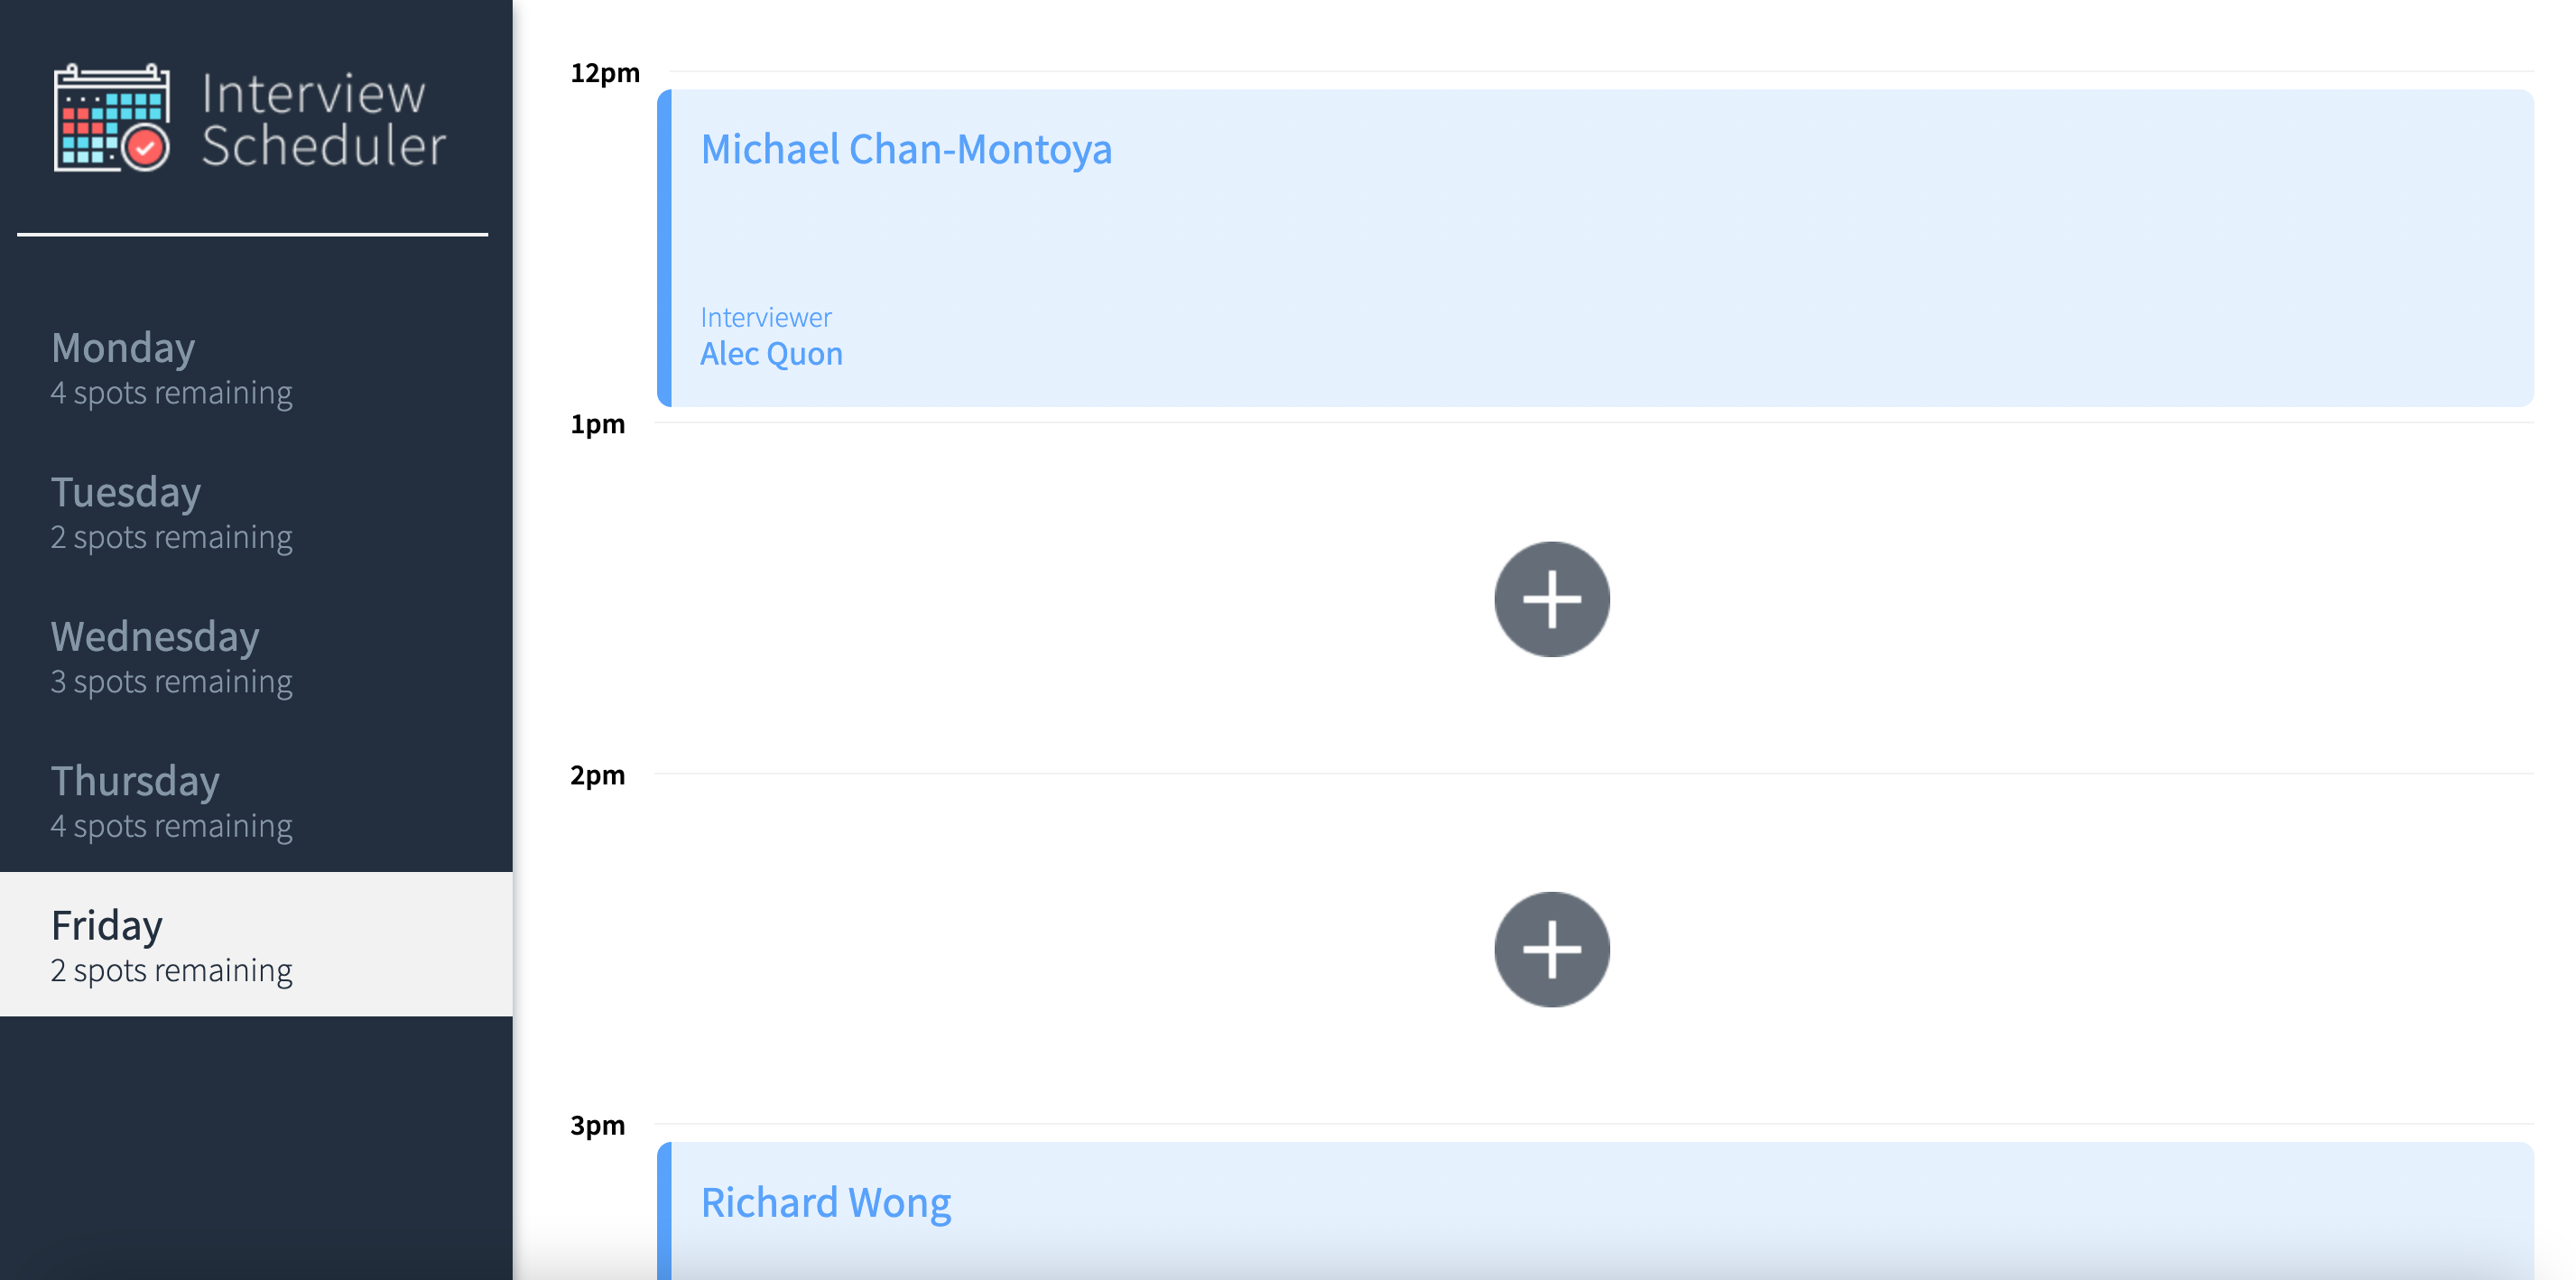 Interview
Scheduler
Monday
4 spots remaining
Tuesday
2 spots remaining
Wednesday
3 spots remaining
Thursday
4 spots remaining
Friday
2 spots remaining
12pm
Michael Chan-Montoya
Interviewer
Alec Quon
1pm
2pm
3pm
Richard Wong